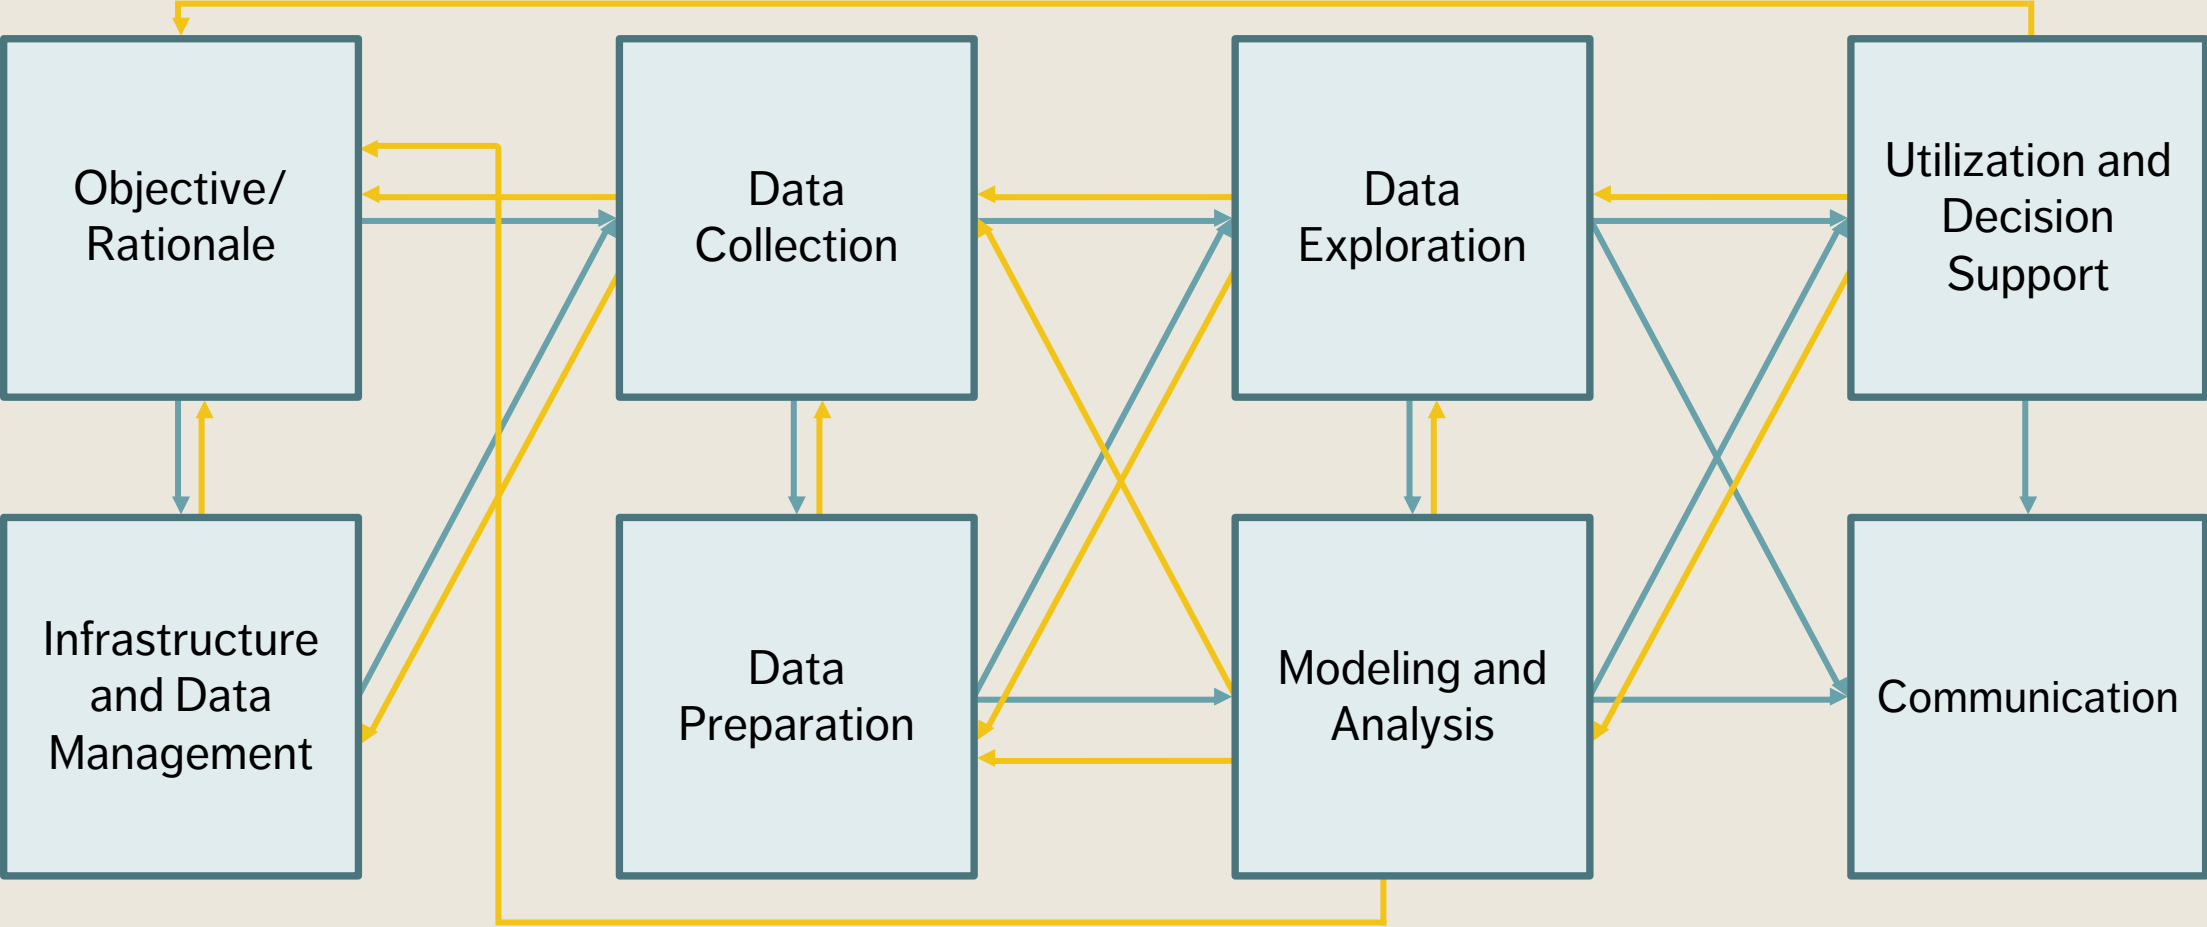 Objective/
Rationale
Data
Collection
Data
Exploration
Utilization and
Decision
Support
Infrastructure
and Data
Management
Data
Preparation
Modeling and
Analysis
Communication